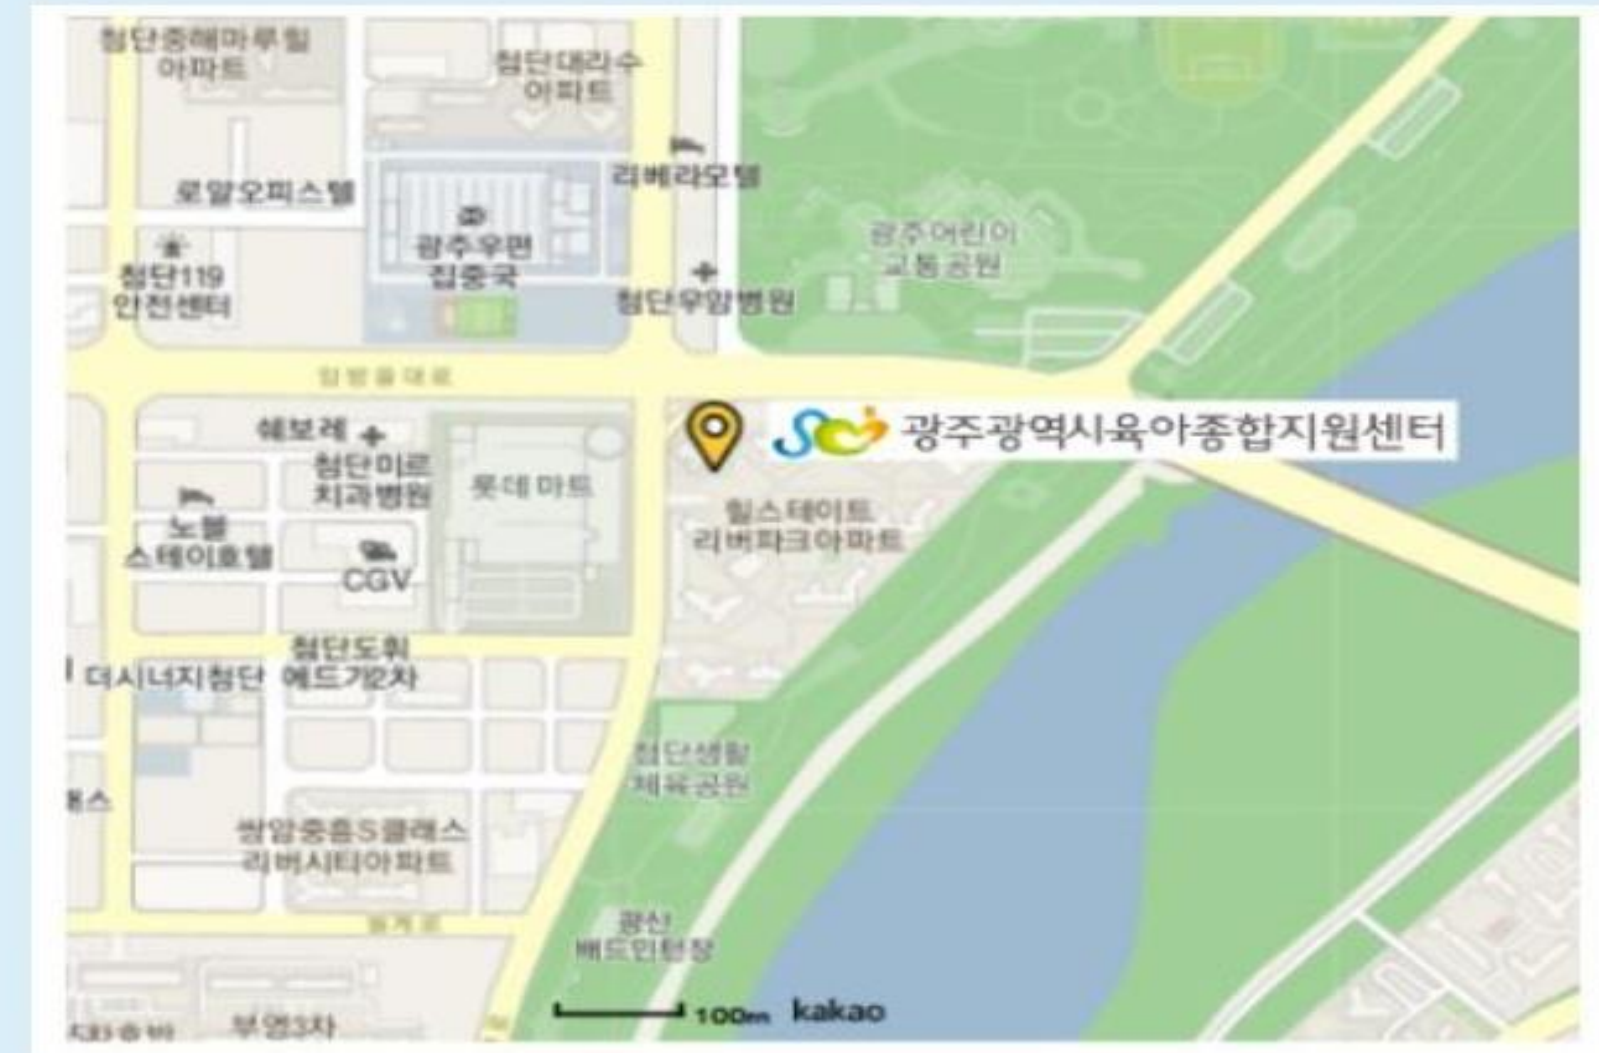 첨단중해마루힐
아파트
첨단대라수
아파트
리베라모텔
로얄오피스텔
광주우편
집중국
광주어린이
교통공원
첨단119
안전센터
첨단우암병원
임방울대로
쉐보레
광주광역시육아종합지원센터
첨단미르
치과병원
롯데마트
힐스테이트
리버파크아파트
노블
스테이호텔
CGV
첨단도휘
에드가2차
더시너지첨단
첨단생활
체육공원
래스
쌍암중흥S클래스
리버시티아파트
광산
배드민턴장
100m kakao
부영3차